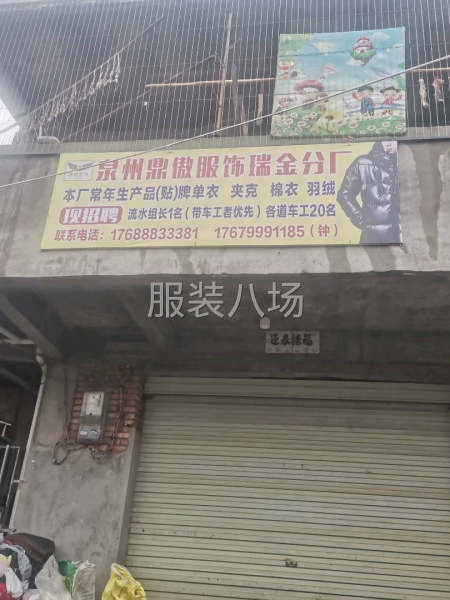 泉州鼎傲服饰瑞金分厂
本厂常年生产品(贴)牌单衣 夹克 棉衣 羽绒
现招聘 流水组长1名(带车工者优先)各道车工20名
联系电话:17688833381 17679991185(钟)
服装八场